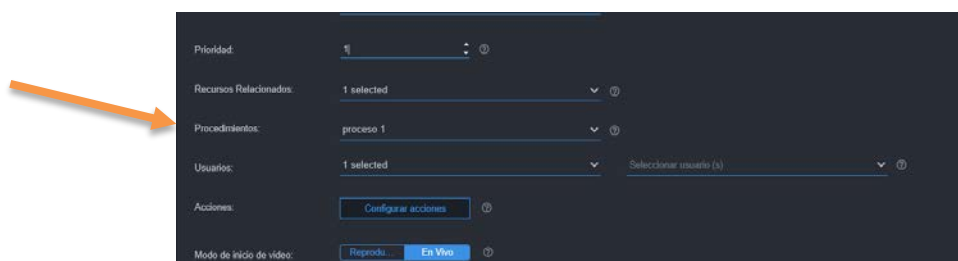 Prioridad: 1
Recursos Relacionados: 1 selected
Procedimientos: proceso 1
Usuarios: 1 selected Seleccionar usuario (s)
Acciones: Configurar acciones
Modo de inicio de video: Reprodu... En Vivo